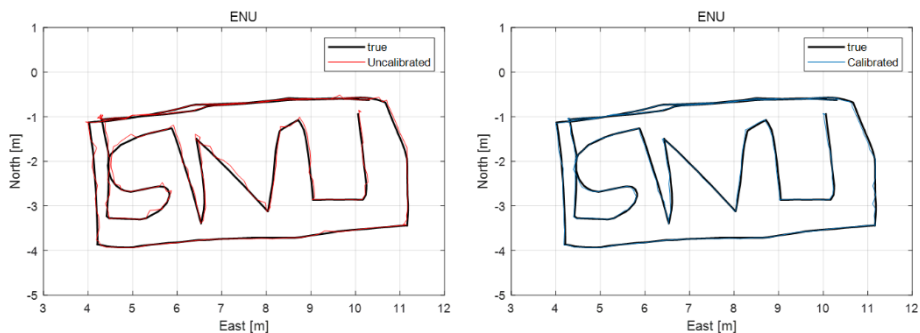 ENU
true
Uncalibrated
North [m]
1
0
-1
-2
-3
-4
-5
SNU
3 4 5 6 7 8 9 10 11 12
East [m]
ENU
true
Calibrated
North [m]
1
0
-1
-2
-3
-4
-5
SNU
3 4 5 6 7 8 9 10 11 12
East [m]